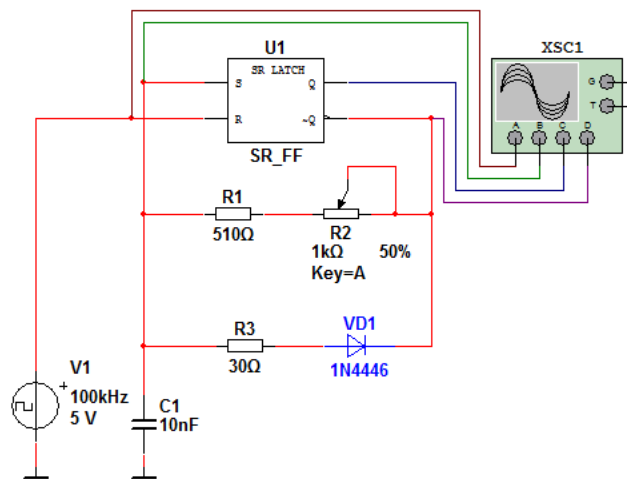 U1
XSC1
SR LATCH
S
Q
R
~Q
SR_FF
G
T
A
B
C
D
R1
510Ω
R2
1kΩ
50%
Key=A
R3
30Ω
VD1
1N4446
V1
+
100kHz
5 V
C1
10nF